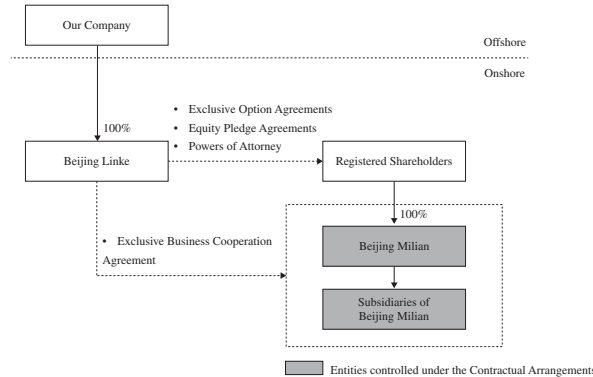 Our Company
Offshore
Onshore
• Exclusive Option Agreements
100%
• Equity Pledge Agreements
• Powers of Attorney
Beijing Linke
Registered Shareholders
100%
• Exclusive Business Cooperation
Agreement
Beijing Milian
Subsidiaries of
Beijing Milian
Entities controlled under the Contractual Arrangements